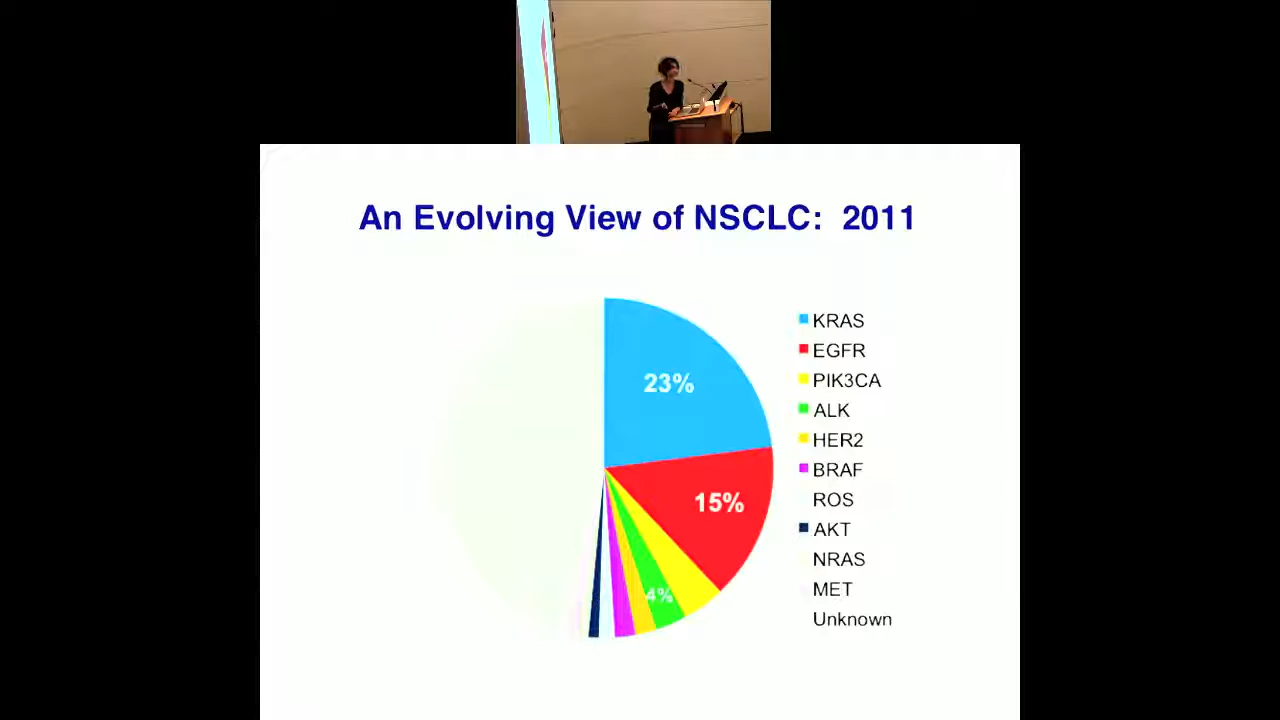 An Evolving View of NSCLC: 2011
23%
15%
4%
KRAS
EGFR
PIK3CA
ALK
HER2
BRAF
ROS
AKT
NRAS
MET
Unknown